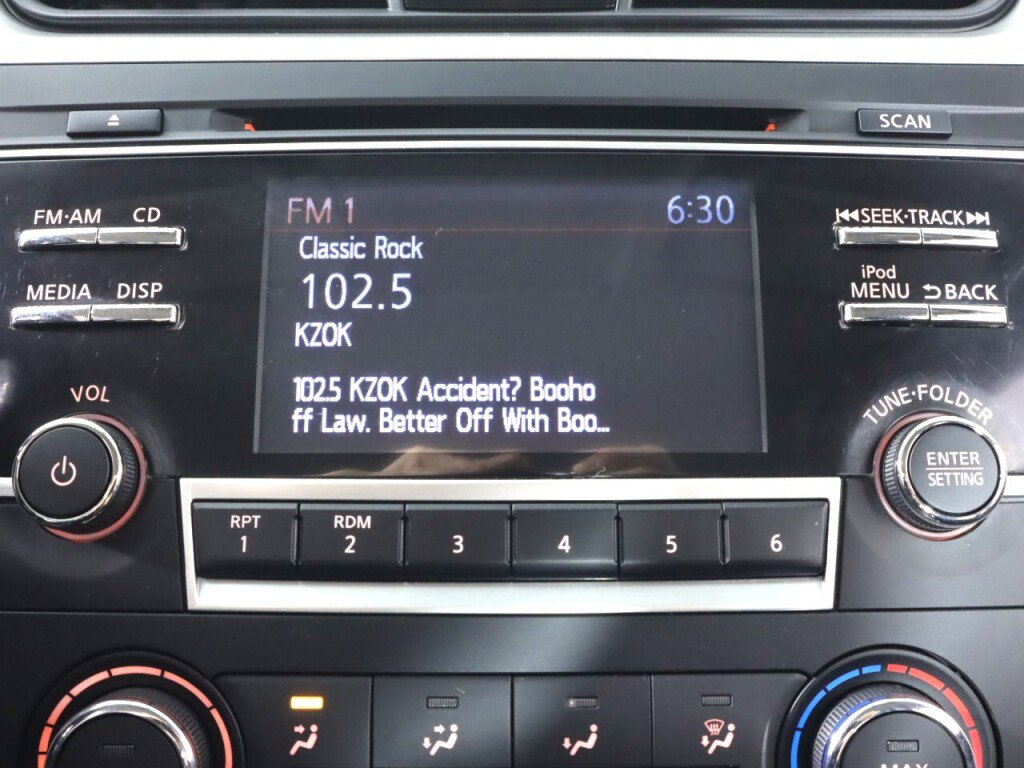 SCAN
FM·AM CD
SEEK·TRACK
MEDIA DISP
iPod
MENU BACK
VOL
TUNE·FOLDER
ENTER
SETTING
FM 1 6:30
Classic Rock
102.5
KZOK
102.5 KZOK Accident? Booho
ff Law. Better Off With Boo...
RPT RDM
1 2 3 4 5 6
MAX